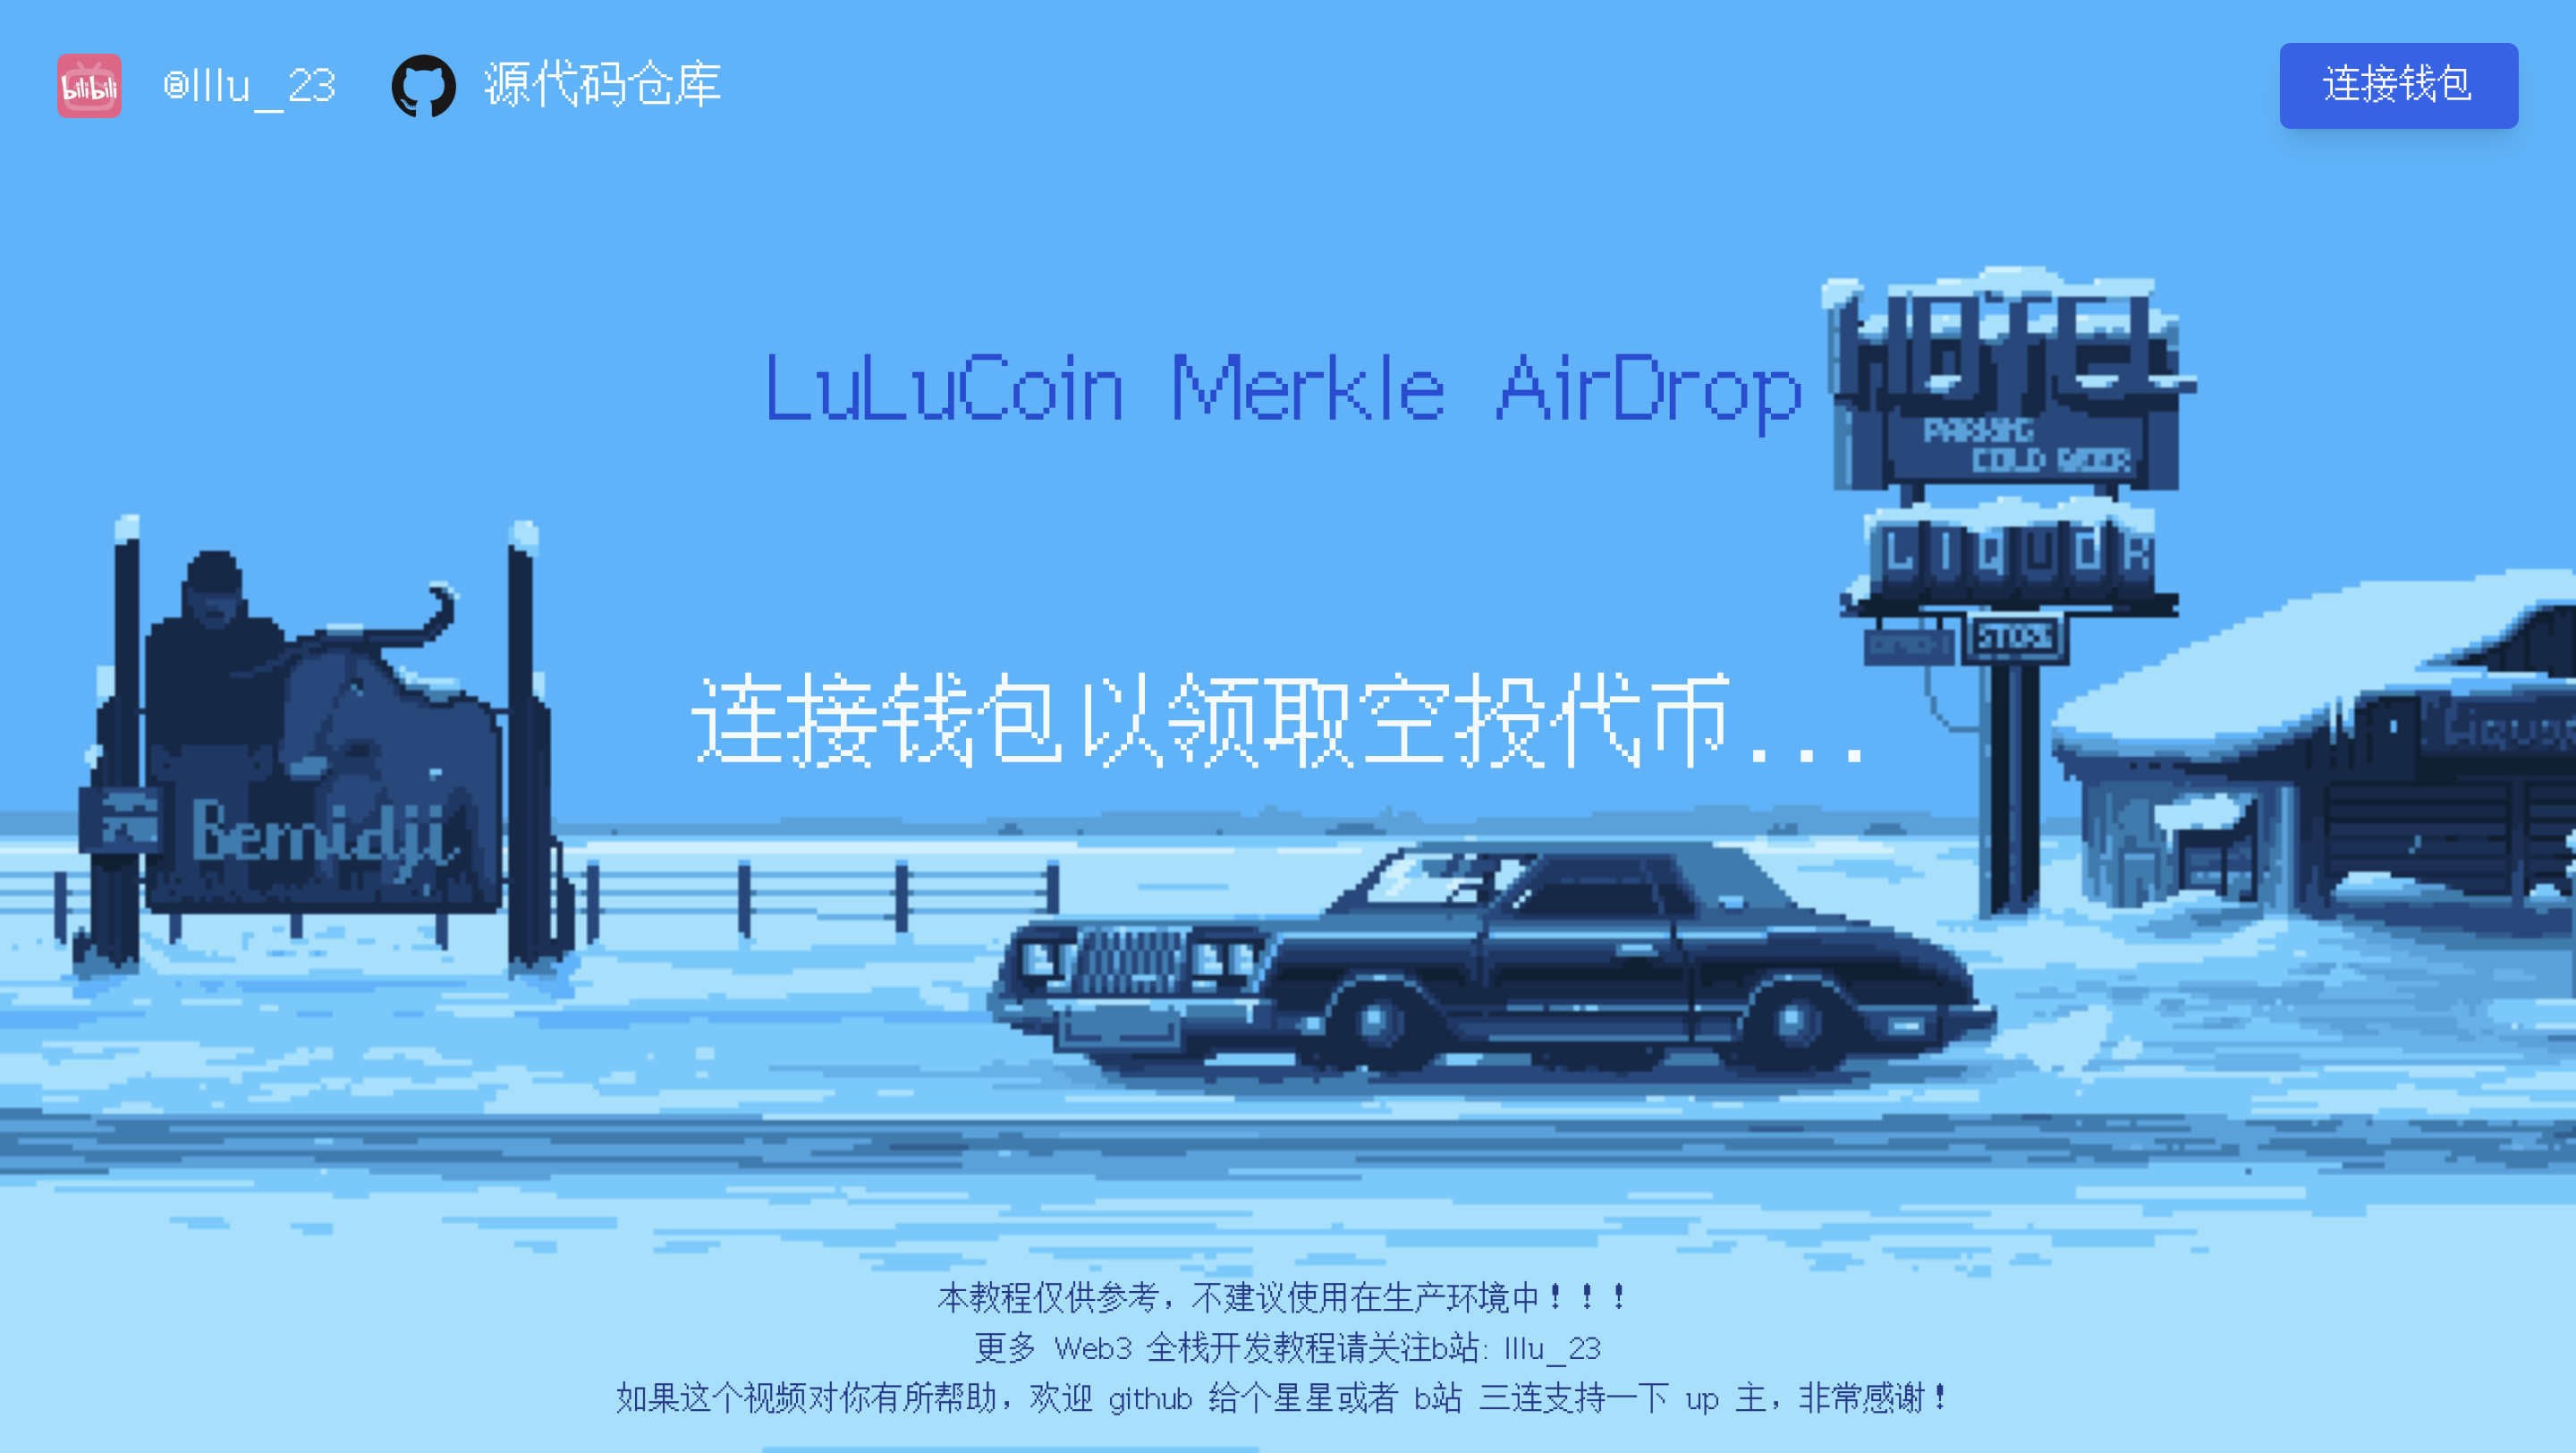 bilibili @lllu_23 源代码仓库 连接钱包
LuLuCoin Merkle AirDrop
LIQUOR
STORE
连接钱包以领取空投代币...
Bemidji
本教程仅供参考，不建议使用在生产环境中！！！
更多 Web3 全栈开发教程请关注b站: lllu_23
如果这个视频对你有所帮助，欢迎 github 给个星星或者 b站 三连支持一下 up 主，非常感谢！